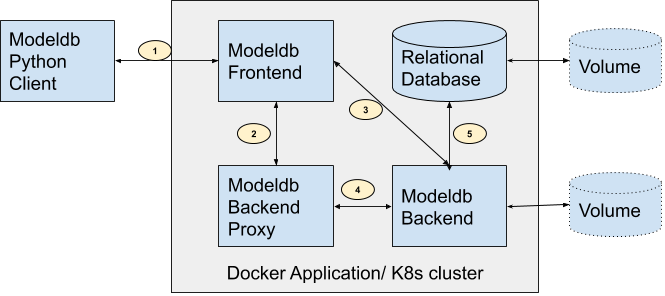 Modeldb
Python
Client
1
Modeldb
Frontend
Relational
Database
Volume
2
3
5
Modeldb
Backend
Proxy
4
Modeldb
Backend
Volume
Docker Application/ K8s cluster